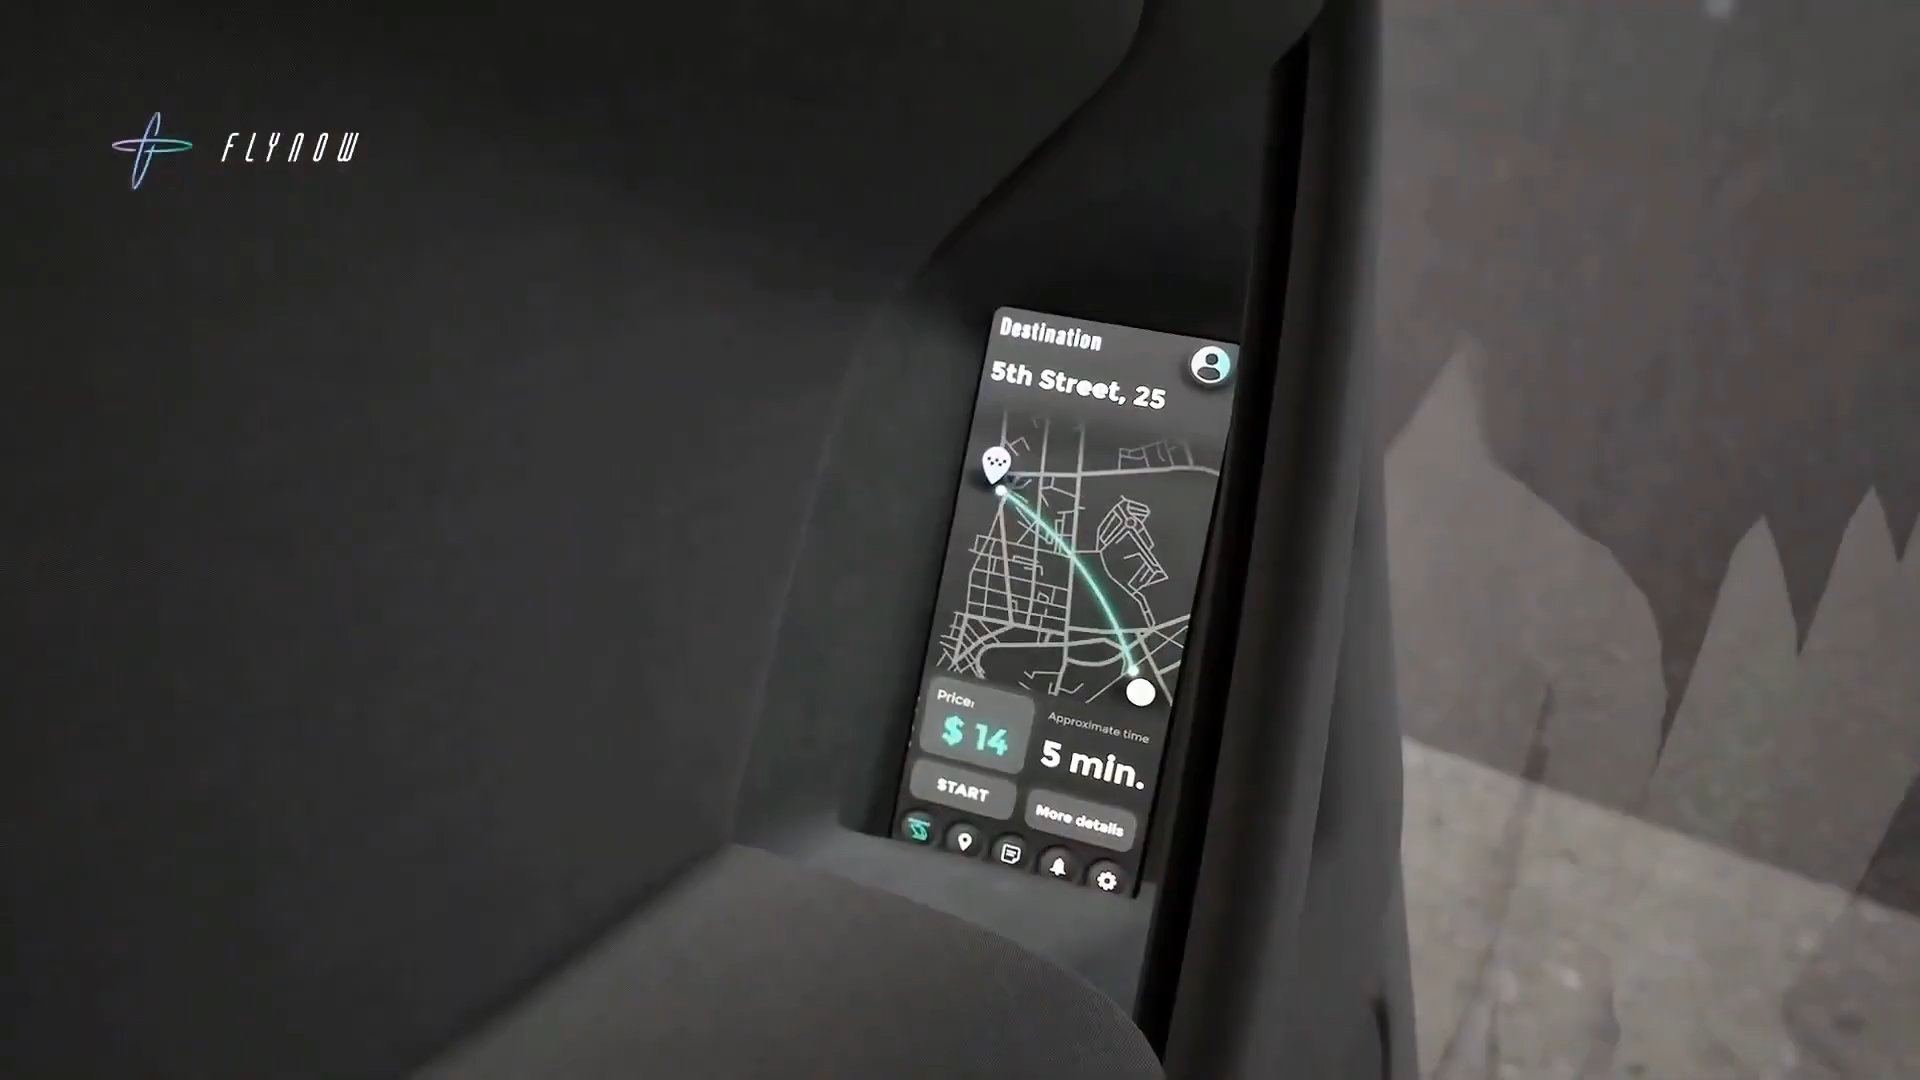 FLYNOW
Destination
5th Street, 25
Price:
$ 14
Approximate time
5 min.
START
More details